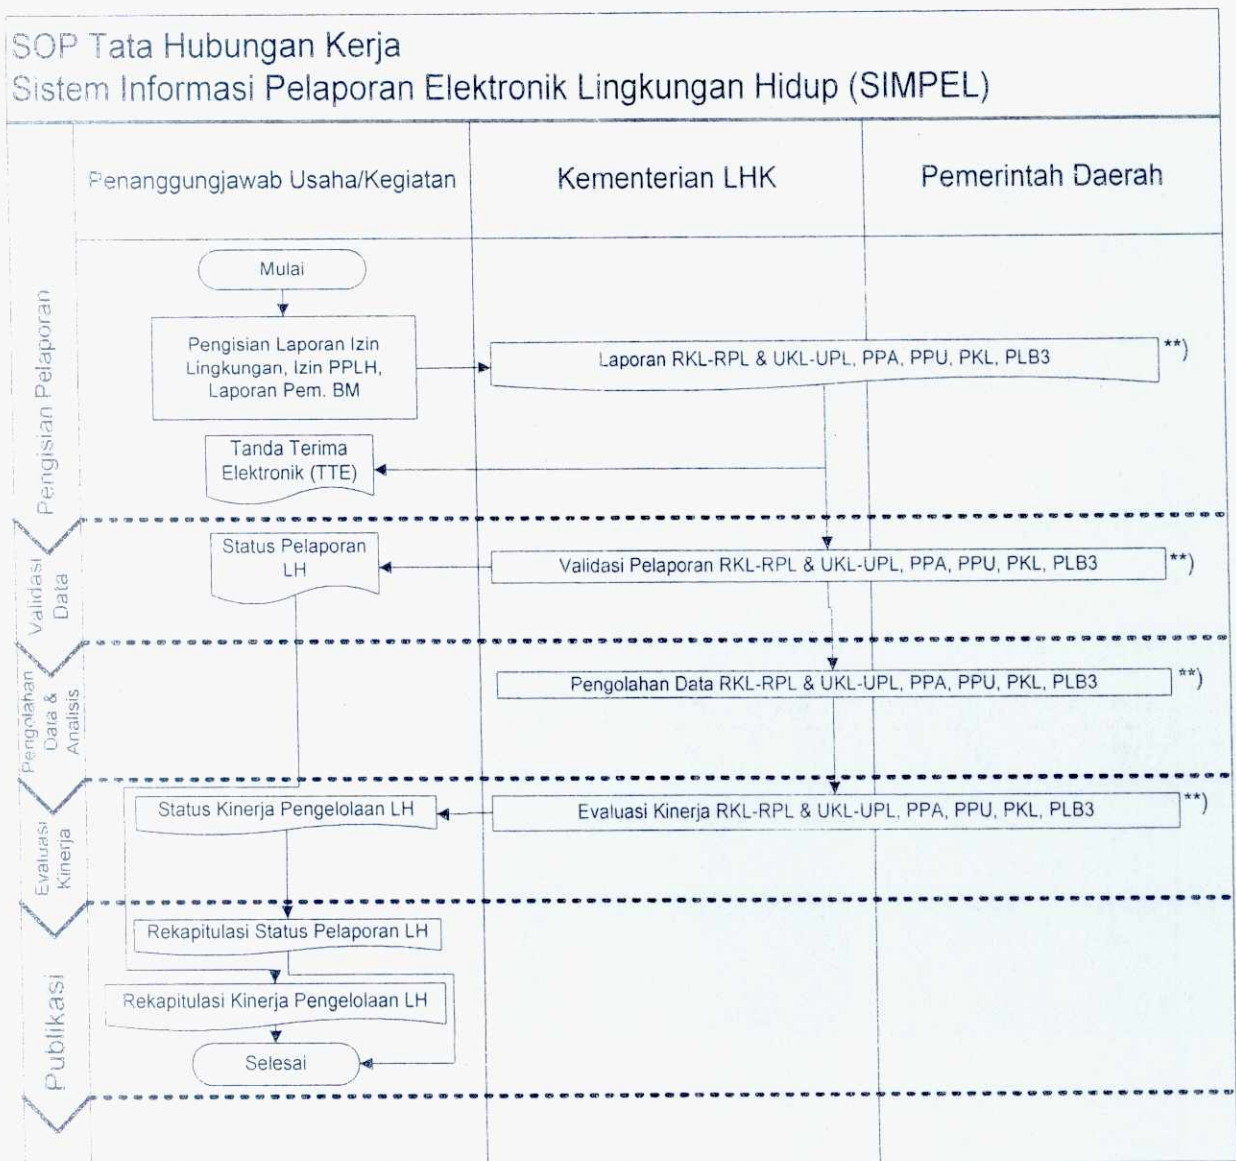 SOP Tata Hubungan Kerja
Sistem Informasi Pelaporan Elektronik Lingkungan Hidup (SIMPEL)
Penanggungjawab Usaha/Kegiatan
Kementerian LHK
Pemerintah Daerah
Pengisian Pelaporan
Mulai
Pengisian Laporan Izin
Lingkungan, Izin PPLH,
Laporan Pem. BM
Laporan RKL-RPL & UKL-UPL, PPA, PPU, PKL, PLB3
**)
Tanda Terima
Elektronik (TTE)
Validasi
Data
Status Pelaporan
LH
Validasi Pelaporan RKL-RPL & UKL-UPL, PPA, PPU, PKL, PLB3
**)
Pengolahan
Data &
Analisis
Pengolahan Data RKL-RPL & UKL-UPL, PPA, PPU, PKL, PLB3
**)
Evaluasi
Kinerja
Status Kinerja Pengelolaan LH
Evaluasi Kinerja RKL-RPL & UKL-UPL, PPA, PPU, PKL, PLB3
**)
Publikasi
Rekapitulasi Status Pelaporan LH
Rekapitulasi Kinerja Pengelolaan LH
Selesai